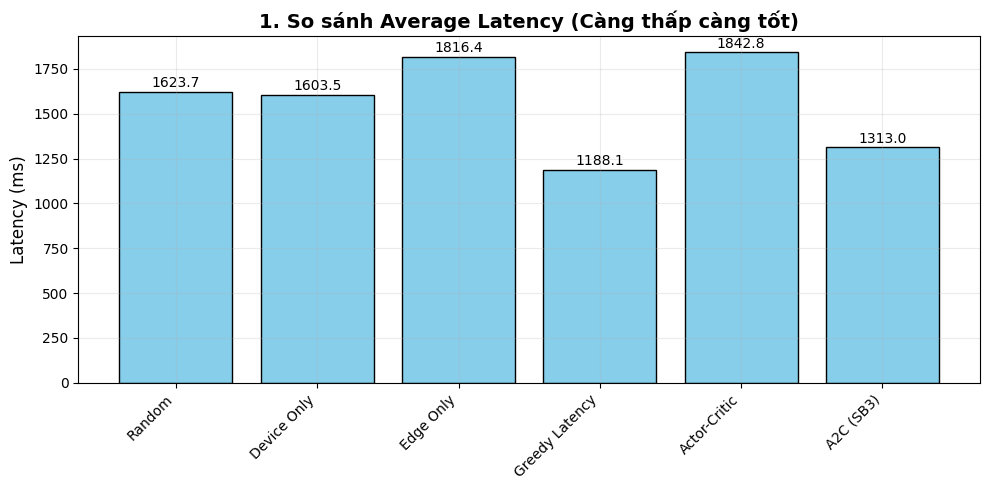 1. So sánh Average Latency (Càng thấp càng tốt)
Latency (ms)
1750
1500
1250
1000
750
500
250
0
1623.7
1603.5
1816.4
1188.1
1842.8
1313.0
Random
Device Only
Edge Only
Greedy Latency
Actor-Critic
A2C (SB3)